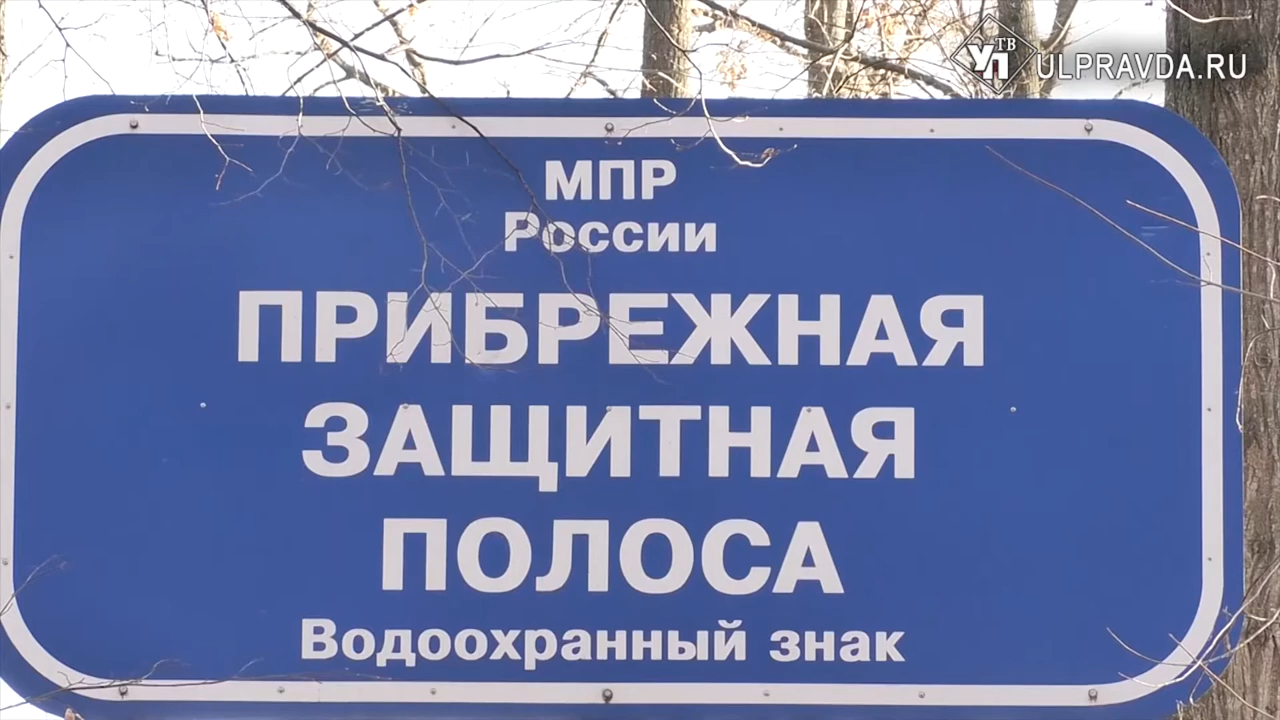 УП ТВ ULPRAVDA.RU
МПР
России
ПРИБРЕЖНАЯ
ЗАЩИТНАЯ
ПОЛОСА
Водоохранный знак